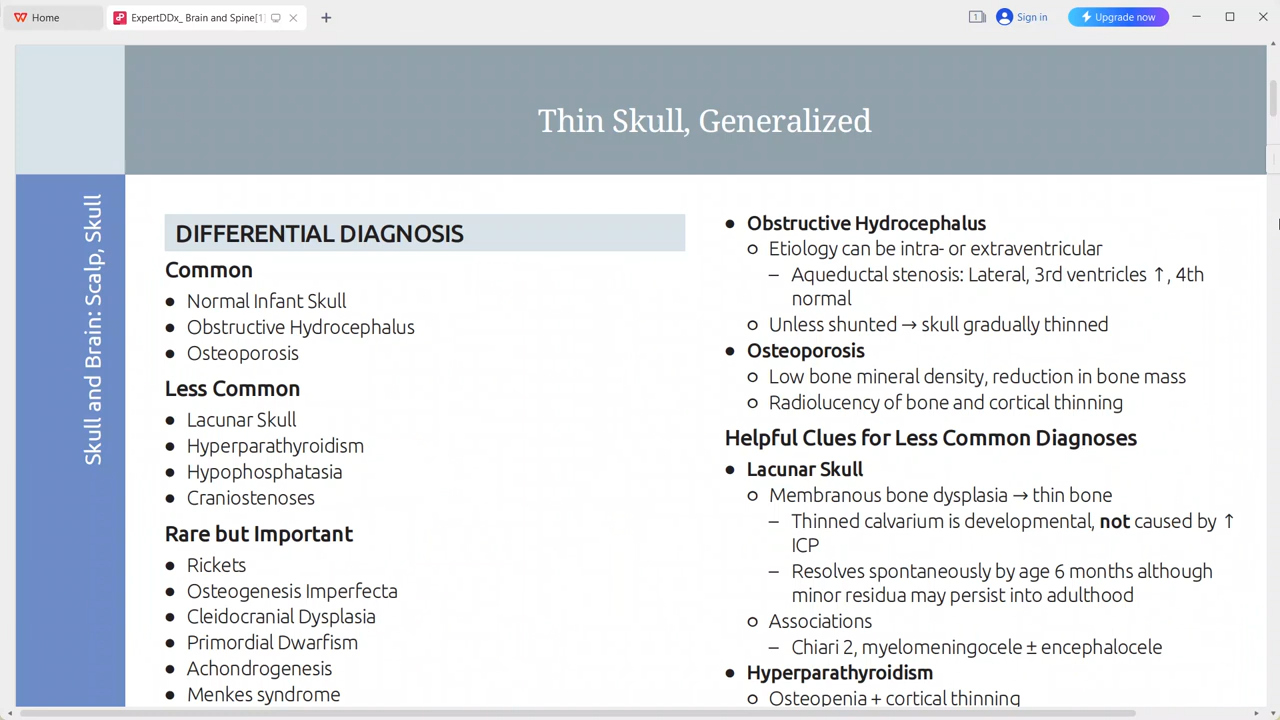 Home
ExpertDDx_ Brain and Spine[1]
1
Sign in
Upgrade now
Thin Skull, Generalized
Skull and Brain: Scalp, Skull
DIFFERENTIAL DIAGNOSIS
Common
● Normal Infant Skull
● Obstructive Hydrocephalus
● Osteoporosis
Less Common
● Lacunar Skull
● Hyperparathyroidism
● Hypophosphatasia
● Craniostenoses
Rare but Important
● Rickets
● Osteogenesis Imperfecta
● Cleidocranial Dysplasia
● Primordial Dwarfism
● Achondrogenesis
● Menkes syndrome
● Obstructive Hydrocephalus
○ Etiology can be intra- or extraventricular
– Aqueductal stenosis: Lateral, 3rd ventricles ↑, 4th
normal
○ Unless shunted → skull gradually thinned
● Osteoporosis
○ Low bone mineral density, reduction in bone mass
○ Radiolucency of bone and cortical thinning
Helpful Clues for Less Common Diagnoses
● Lacunar Skull
○ Membranous bone dysplasia → thin bone
– Thinned calvarium is developmental, not caused by ↑
ICP
– Resolves spontaneously by age 6 months although
minor residua may persist into adulthood
○ Associations
– Chiari 2, myelomeningocele ± encephalocele
● Hyperparathyroidism
○ Osteopenia + cortical thinning